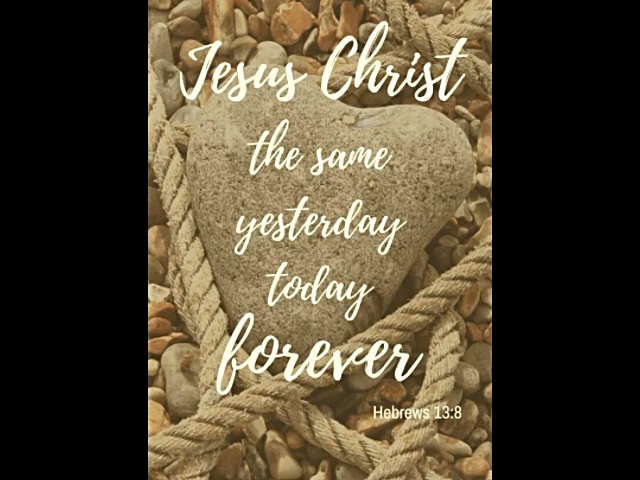 Jesus Christ
the same
yesterday
today
forever
Hebrews 13:8